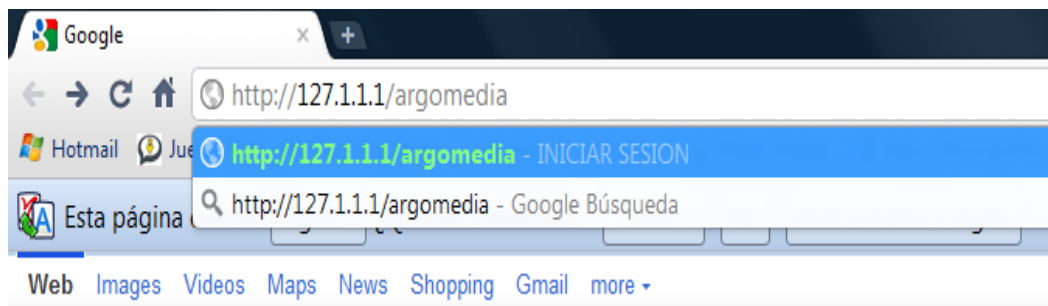 Google
http://127.1.1.1/argomedia
Hotmail Jue http://127.1.1.1/argomedia - INICIAR SESION
Esta página http://127.1.1.1/argomedia - Google Búsqueda
Web Images Videos Maps News Shopping Gmail more